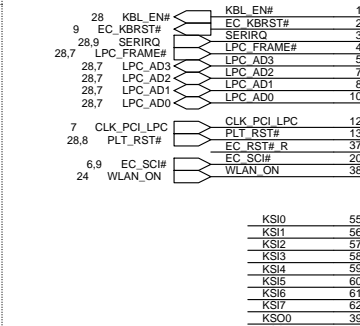 28 KBL_EN# KBL_EN# 1
9 EC_KBRST# EC_KBRST# 2
28,9 SERIRQ SERIRQ 3
28,7 LPC_FRAME# LPC_FRAME# 4
28,7 LPC_AD3 LPC_AD3 5
28,7 LPC_AD2 LPC_AD2 7
28,7 LPC_AD1 LPC_AD1 8
28,7 LPC_AD0 LPC_AD0 10
7 CLK_PCI_LPC CLK_PCI_LPC 12
28,8 PLT_RST# PLT_RST# 13
EC_RST#_R 37
6,9 EC_SCI# EC_SCI# 20
24 WLAN_ON WLAN_ON 38
KSI0 55
KSI1 56
KSI2 57
KSI3 58
KSI4 59
KSI5 60
KSI6 61
KSI7 62
KSO0 39